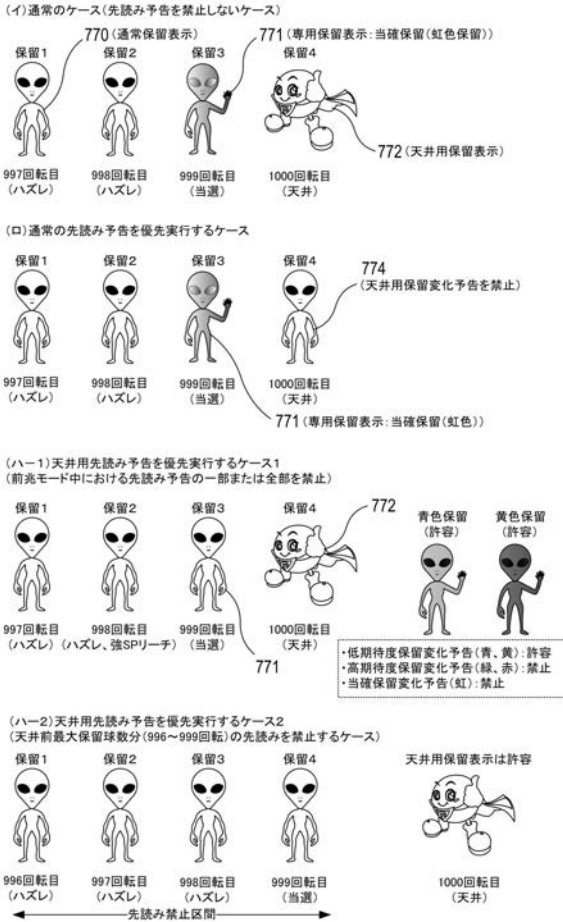 (イ)通常のケース(先読み予告を禁止しないケース)
770(通常保留表示)
771(専用保留表示:当確保留(虹色保留))
保留1 保留2 保留3 保留4
772(天井用保留表示)
997回転目 998回転目 999回転目 1000回転目
(ハズレ) (ハズレ) (当選) (天井)
(ロ)通常の先読み予告を優先実行するケース
保留1 保留2 保留3 保留4
774
(天井用保留変化予告を禁止)
997回転目 998回転目 999回転目 1000回転目
(ハズレ) (ハズレ) (当選) (天井)
771(専用保留表示:当確保留(虹色))
(ハー1)天井用先読み予告を優先実行するケース1
(前兆モード中における先読み予告の一部または全部を禁止)
保留1 保留2 保留3 保留4
772
青色保留 黄色保留
(許容) (許容)
997回転目 998回転目 999回転目 1000回転目
(ハズレ) (ハズレ、強SPリーチ) (当選) (天井)
771
・低期待度保留変化予告(青、黄):許容
・高期待度保留変化予告(緑、赤):禁止
・当確保留変化予告(虹):禁止
(ハー2)天井用先読み予告を優先実行するケース2
(天井前最大保留球数分(996~999回転)の先読みを禁止するケース)
保留1 保留2 保留3 保留4 天井用保留表示は許容
996回転目 997回転目 998回転目 999回転目 1000回転目
(ハズレ) (ハズレ) (ハズレ) (当選) (天井)
先読み禁止区間